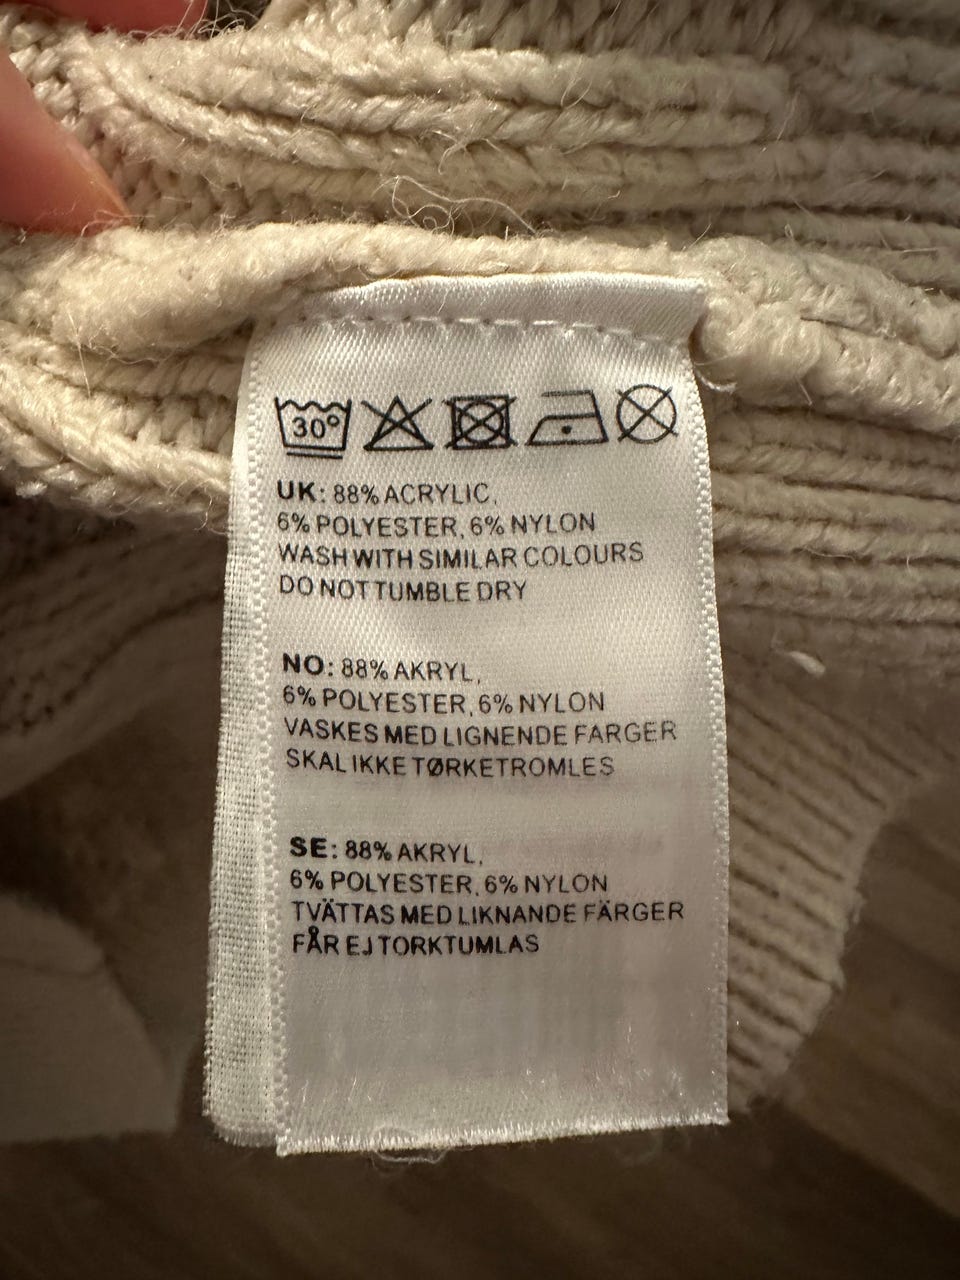 30°
UK: 88% ACRYLIC,
6% POLYESTER, 6% NYLON
WASH WITH SIMILAR COLOURS
DO NOT TUMBLE DRY
NO: 88% AKRYL,
6% POLYESTER, 6% NYLON
VASKES MED LIGNENDE FARGER
SKAL IKKE TØRKETROMLES
SE: 88% AKRYL,
6% POLYESTER, 6% NYLON
TVÄTTAS MED LIKNANDE FÄRGER
FÅR EJ TORKTUMLAS